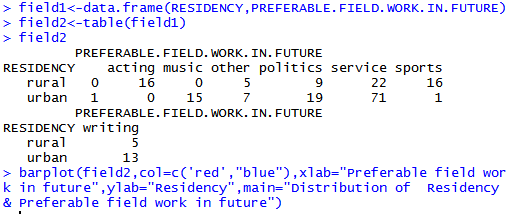 > field1<-data.frame(RESIDENCY,PREFERABLE.FIELD.WORK.IN.FUTURE)
> field2<-table(field1)
> field2
PREFERABLE.FIELD.WORK.IN.FUTURE
RESIDENCY acting music other politics service sports
rural 0 16 0 5 9 22 16
urban 1 0 15 7 19 71 1
PREFERABLE.FIELD.WORK.IN.FUTURE
RESIDENCY writing
rural 5
urban 13
> barplot(field2,col=c('red',"blue"),xlab="Preferable field wor
k in future",ylab="Residency",main="Distribution of Residency
& Preferable field work in future")